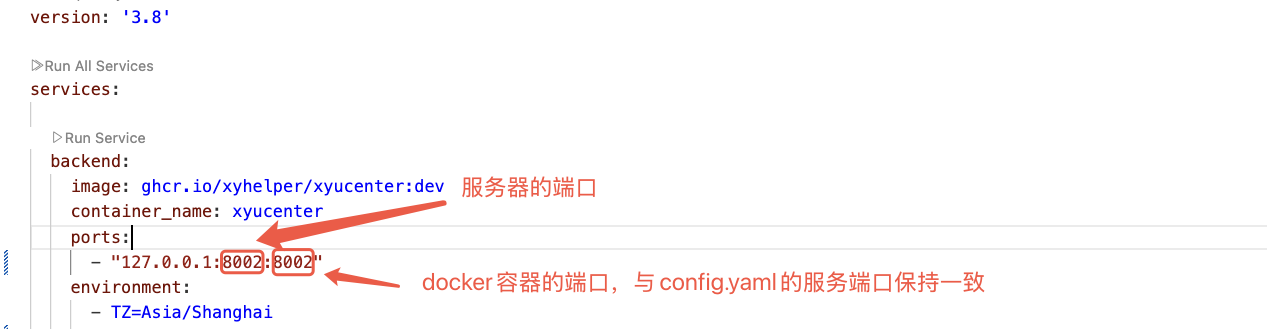 version: '3.8'
Run All Services
services:
Run Service
backend:
image: ghcr.io/xyhelper/xyucenter:dev
服务器的端口
container_name: xyucenter
ports:
- "127.0.0.1:8002:8002"
docker 容器的端口，与 config.yaml 的服务端口保持一致
environment:
- TZ=Asia/Shanghai